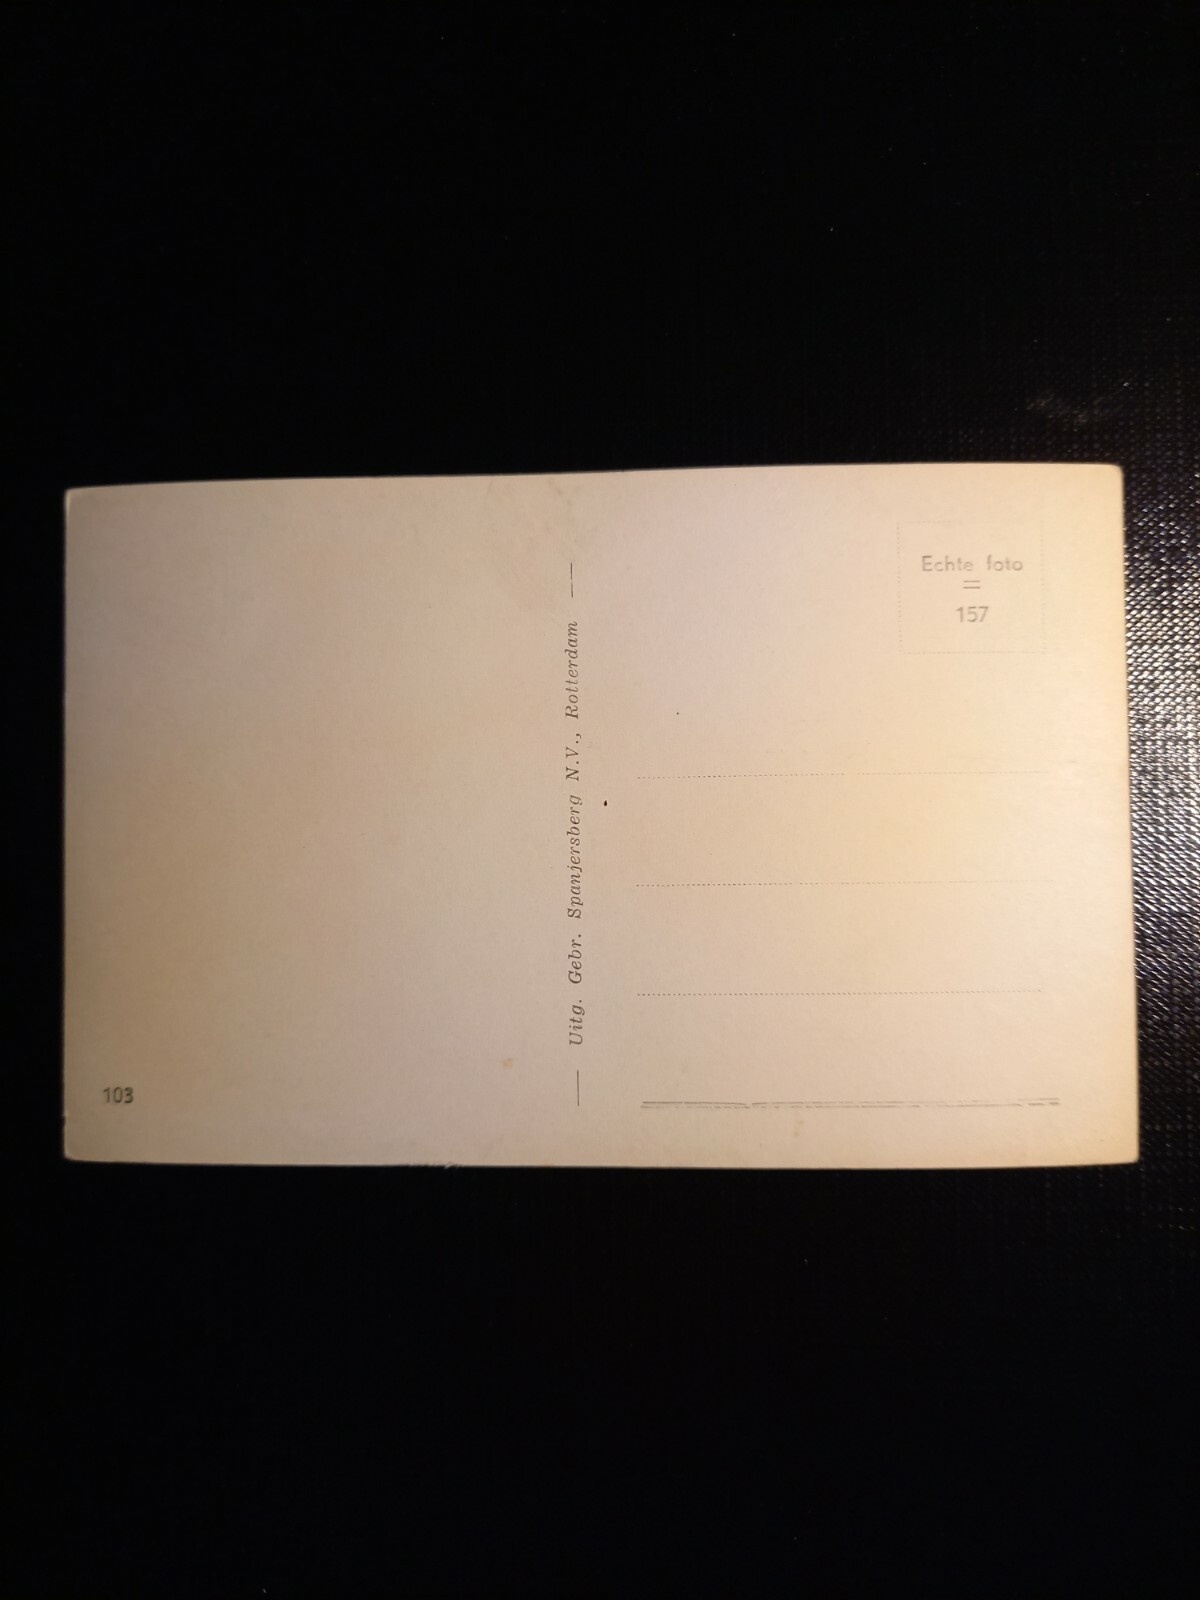 Echte foto
=
157
— Uitg. Gebr. Spanjersberg N.V., Rotterdam —
103